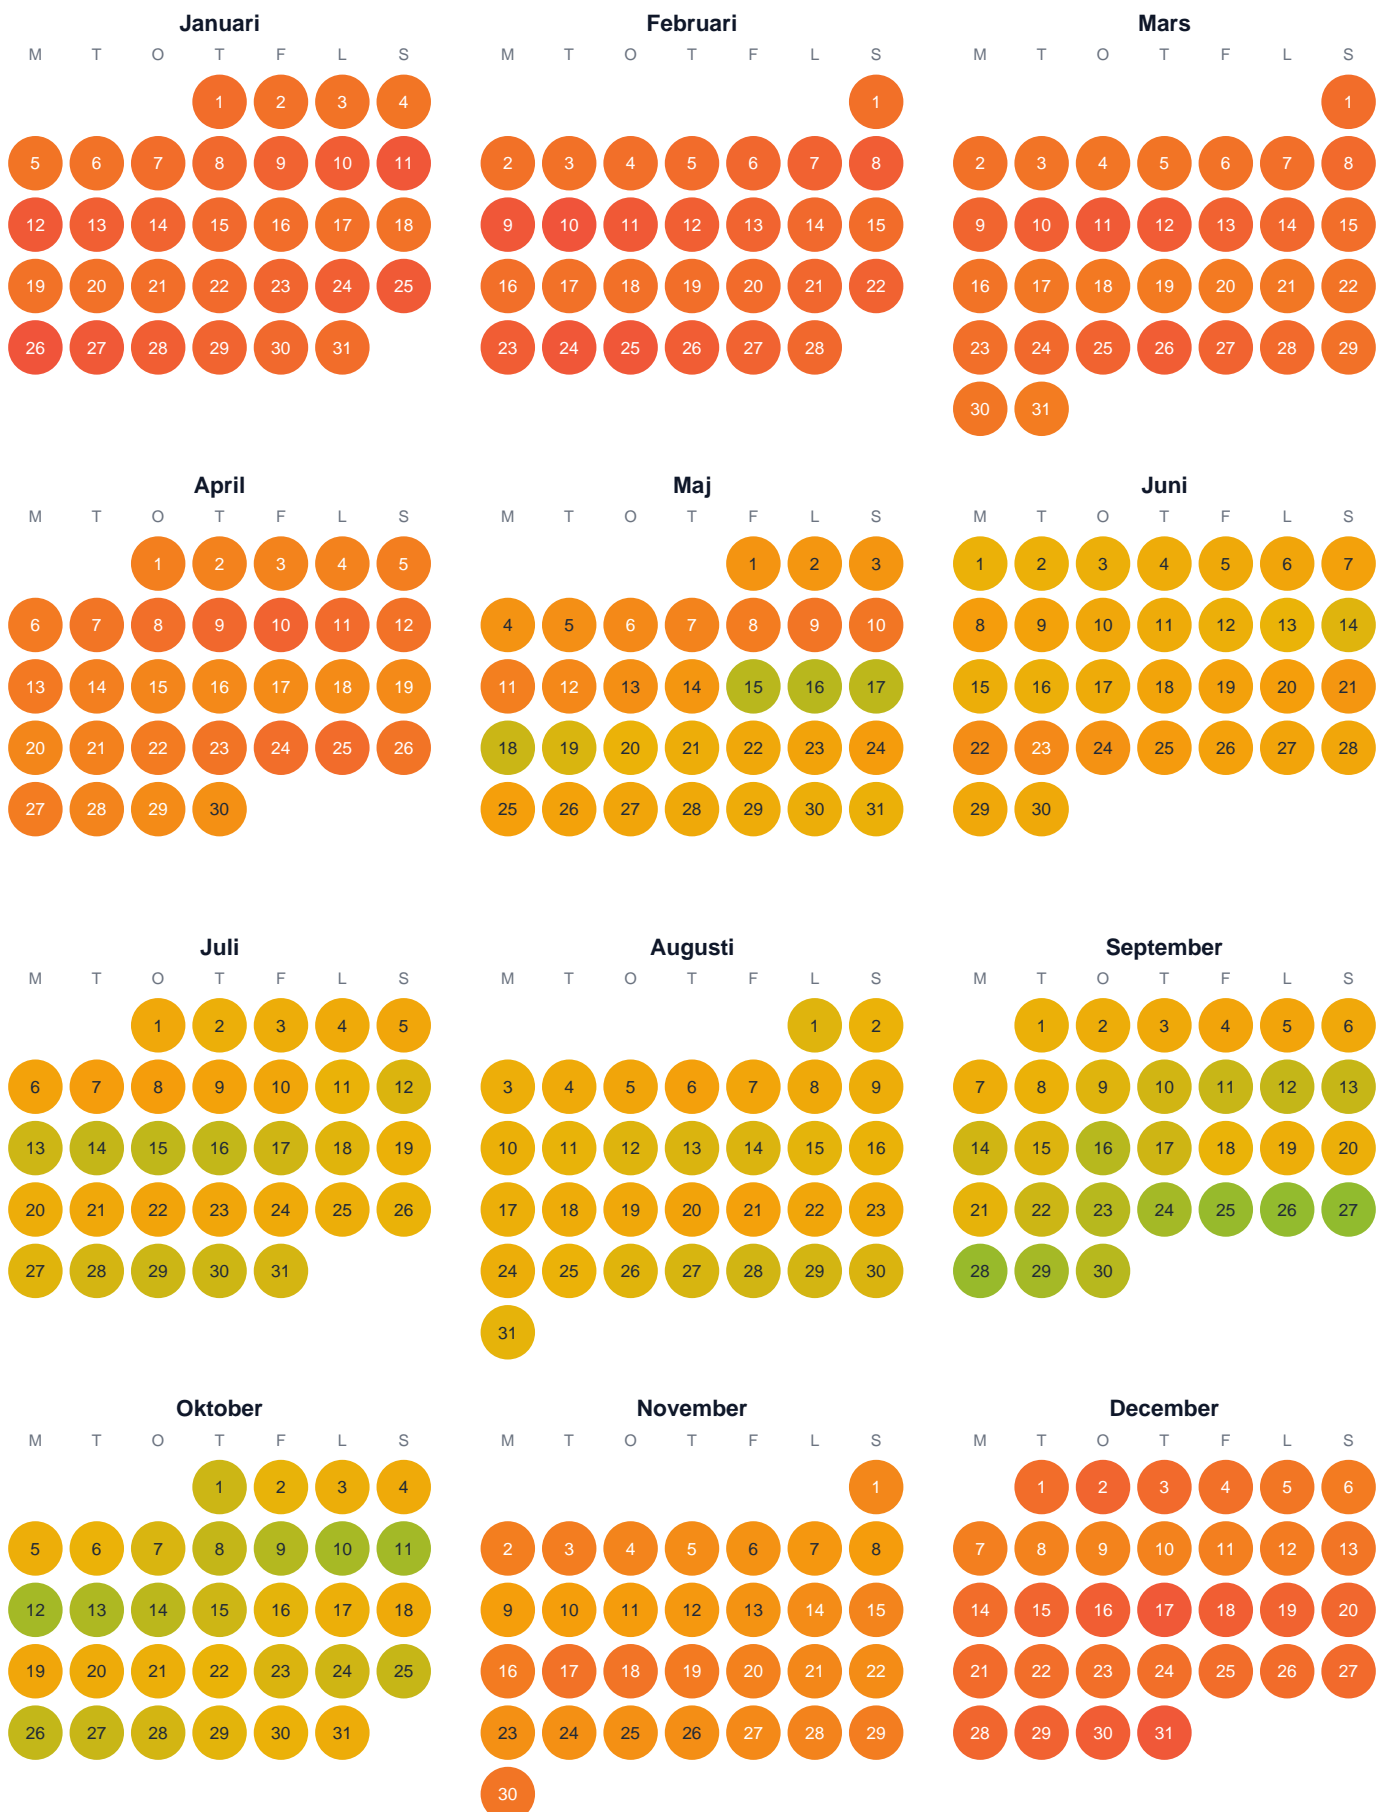 Januari Februari Mars
M T O T F L S M T O T F L S M T O T F L S
1 2 3 4 1 1
5 6 7 8 9 10 11 2 3 4 5 6 7 8 2 3 4 5 6 7 8
12 13 14 15 16 17 18 9 10 11 12 13 14 15 9 10 11 12 13 14 15
19 20 21 22 23 24 25 16 17 18 19 20 21 22 16 17 18 19 20 21 22
26 27 28 29 30 31 23 24 25 26 27 28 23 24 25 26 27 28 29
30 31
April Maj Juni
M T O T F L S M T O T F L S M T O T F L S
1 2 3 4 5 1 2 3 1 2 3 4 5 6 7
6 7 8 9 10 11 12 4 5 6 7 8 9 10 8 9 10 11 12 13 14
13 14 15 16 17 18 19 11 12 13 14 15 16 17 15 16 17 18 19 20 21
20 21 22 23 24 25 26 18 19 20 21 22 23 24 22 23 24 25 26 27 28
27 28 29 30 25 26 27 28 29 30 31 29 30
Juli Augusti September
M T O T F L S M T O T F L S M T O T F L S
1 2 3 4 5 1 2 1 2 3 4 5 6
6 7 8 9 10 11 12 3 4 5 6 7 8 9 7 8 9 10 11 12 13
13 14 15 16 17 18 19 10 11 12 13 14 15 16 14 15 16 17 18 19 20
20 21 22 23 24 25 26 17 18 19 20 21 22 23 21 22 23 24 25 26 27
27 28 29 30 31 24 25 26 27 28 29 30 28 29 30
31
Oktober November December
M T O T F L S M T O T F L S M T O T F L S
1 2 3 4 1 1 2 3 4 5 6
5 6 7 8 9 10 11 2 3 4 5 6 7 8 7 8 9 10 11 12 13
12 13 14 15 16 17 18 9 10 11 12 13 14 15 14 15 16 17 18 19 20
19 20 21 22 23 24 25 16 17 18 19 20 21 22 21 22 23 24 25 26 27
26 27 28 29 30 31 23 24 25 26 27 28 29 28 29 30 31
30